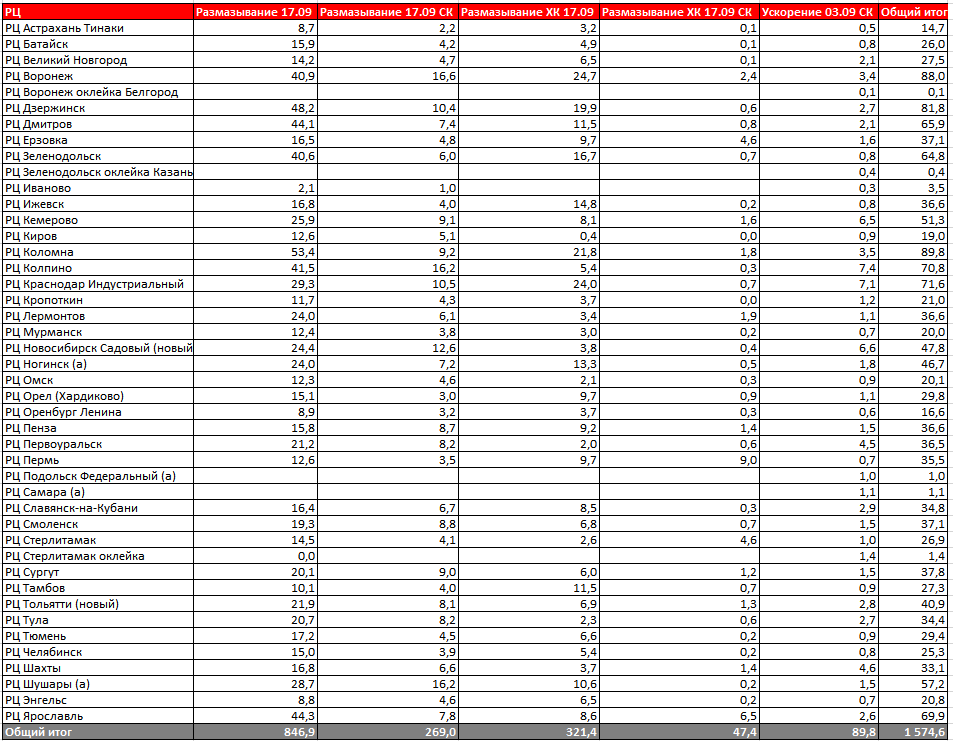 РЦ Размазывание 17.09 Размазывание 17.09 СК Размазывание ХК 17.09 Размазывание ХК 17.09 СК Ускорение 03.09 СК Общий итог
РЦ Астрахань Тинаки 8,7 2,2 3,2 0,1 0,5 14,7
РЦ Батайск 15,9 4,2 4,9 0,1 0,8 26,0
РЦ Великий Новгород 14,2 4,7 6,5 0,1 2,1 27,5
РЦ Воронеж 40,9 16,6 24,7 2,4 3,4 88,0
РЦ Воронеж оклейка Белгород 0,1 0,1
РЦ Дзержинск 48,2 10,4 19,9 0,6 2,7 81,8
РЦ Дмитров 44,1 7,4 11,5 0,8 2,1 65,9
РЦ Ерзовка 16,5 4,8 9,7 4,6 1,6 37,1
РЦ Зеленодольск 40,6 6,0 16,7 0,7 0,8 64,8
РЦ Зеленодольск оклейка Казань 0,4 0,4
РЦ Иваново 2,1 1,0 0,3 3,5
РЦ Ижевск 16,8 4,0 14,8 0,2 0,8 36,6
РЦ Кемерово 25,9 9,1 8,1 1,6 6,5 51,3
РЦ Киров 12,6 5,1 0,4 0,0 0,9 19,0
РЦ Коломна 53,4 9,2 21,8 1,8 3,5 89,8
РЦ Колпино 41,5 16,2 5,4 0,3 7,4 70,8
РЦ Краснодар Индустриальный 29,3 10,5 24,0 0,7 7,1 71,6
РЦ Кропоткин 11,7 4,3 3,7 0,0 1,2 21,0
РЦ Лермонтов 24,0 6,1 3,4 1,9 1,1 36,6
РЦ Мурманск 12,4 3,8 3,0 0,2 0,7 20,0
РЦ Новосибирск Садовый (новый 24,4 12,6 3,8 0,4 6,6 47,8
РЦ Ногинск (а) 24,0 7,2 13,3 0,5 1,8 46,7
РЦ Омск 12,3 4,6 2,1 0,3 0,9 20,1
РЦ Орел (Хардиково) 15,1 3,0 9,7 0,9 1,1 29,8
РЦ Оренбург Ленина 8,9 3,2 3,7 0,3 0,6 16,6
РЦ Пенза 15,8 8,7 9,2 1,4 1,5 36,6
РЦ Первоуральск 21,2 8,2 2,0 0,6 4,5 36,5
РЦ Пермь 12,6 3,5 9,7 9,0 0,7 35,5
РЦ Подольск Федеральный (а) 1,0 1,0
РЦ Самара (а) 1,1 1,1
РЦ Славянск-на-Кубани 16,4 6,7 8,5 0,3 2,9 34,8
РЦ Смоленск 19,3 8,8 6,8 0,7 1,5 37,1
РЦ Стерлитамак 14,5 4,1 2,6 4,6 1,0 26,9
РЦ Стерлитамак оклейка 0,0 1,4 1,4
РЦ Сургут 20,1 9,0 6,0 1,2 1,5 37,8
РЦ Тамбов 10,1 4,0 11,5 0,7 0,9 27,3
РЦ Тольятти (новый) 21,9 8,1 6,9 1,3 2,8 40,9
РЦ Тула 20,7 8,2 2,3 0,6 2,7 34,4
РЦ Тюмень 17,2 4,5 6,6 0,2 0,9 29,4
РЦ Челябинск 15,0 3,9 5,4 0,2 0,8 25,3
РЦ Шахты 16,8 6,6 3,7 1,4 4,6 33,1
РЦ Шушары (а) 28,7 16,2 10,6 0,2 1,5 57,2
РЦ Энгельс 8,8 4,6 6,5 0,2 0,7 20,8
РЦ Ярославль 44,3 7,8 8,6 6,5 2,6 69,9
Общий итог 846,9 269,0 321,4 47,4 89,8 1 574,6